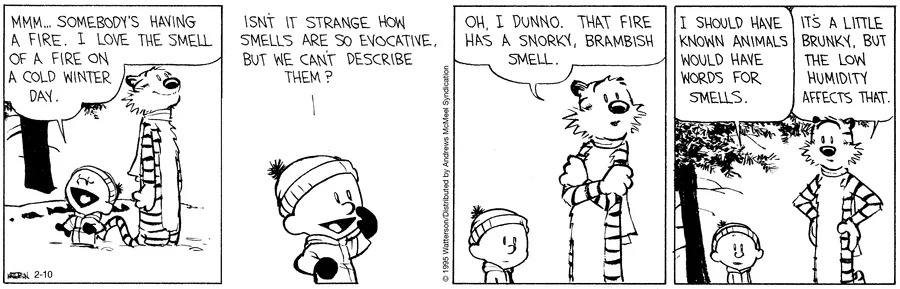 MMM... SOMEBODY'S HAVING
A FIRE. I LOVE THE SMELL
OF A FIRE ON
A COLD WINTER
DAY.
ISN'T IT STRANGE HOW
SMELLS ARE SO EVOCATIVE,
BUT WE CAN'T DESCRIBE
THEM?
OH, I DUNNO. THAT FIRE
HAS A SNORKY, BRAMBISH
SMELL.
I SHOULD HAVE
KNOWN ANIMALS
WOULD HAVE
WORDS FOR
SMELLS.
IT'S A LITTLE
BRUNKY, BUT
THE LOW
HUMIDITY
AFFECTS THAT.
2-10
© 1995 Watterson/Distributed by Andrews McMeel Syndication